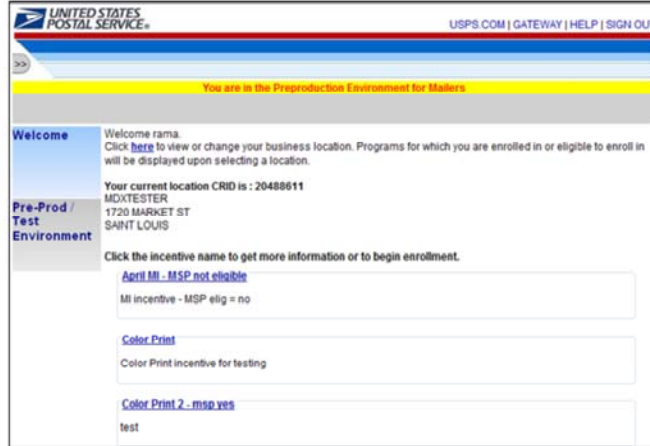 UNITED STATES
POSTAL SERVICE®
USPS.COM | GATEWAY | HELP | SIGN OU
>>
You are in the Preproduction Environment for Mailers
Welcome
Welcome rama.
Click here to view or change your business location. Programs for which you are enrolled in or eligible to enroll in
will be displayed upon selecting a location.
Your current location CRID is : 20488611
MDXTESTER
1720 MARKET ST
SAINT LOUIS
Pre-Prod /
Test
Environment
Click the incentive name to get more information or to begin enrollment.
April MI - MSP not eligible
MI incentive - MSP elig = no
Color Print
Color Print incentive for testing
Color Print 2 - msp yes
test